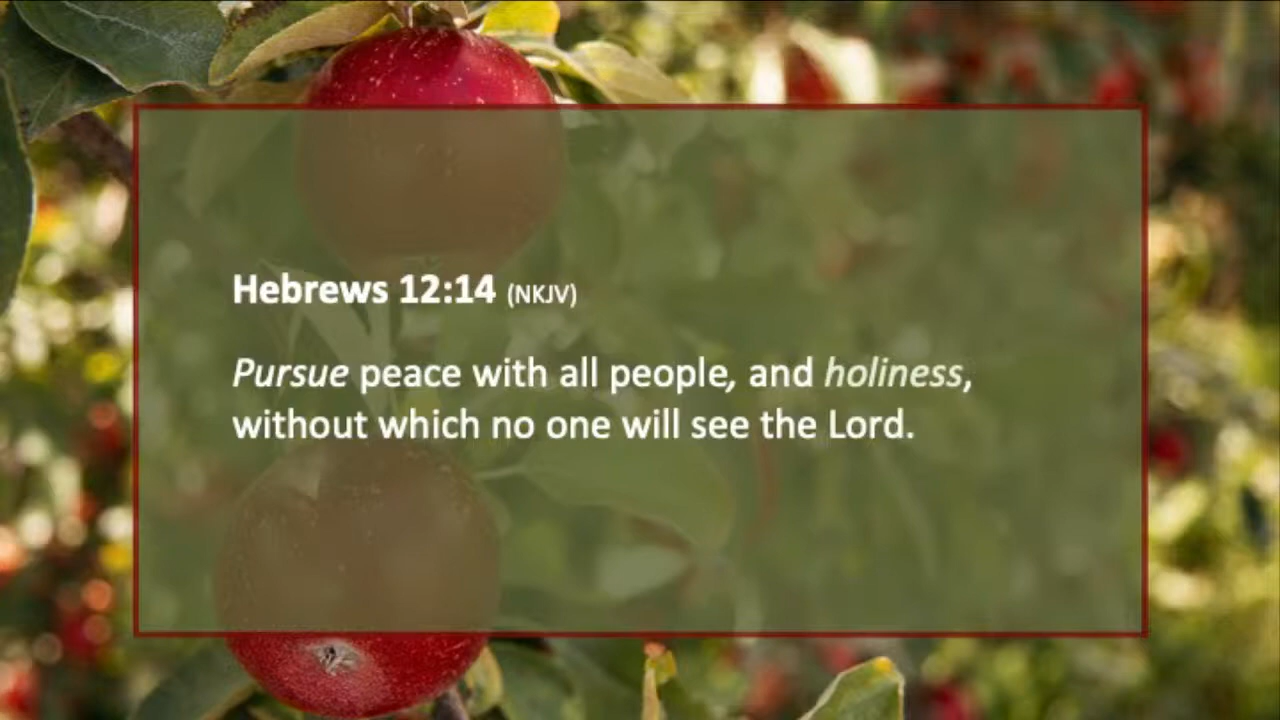 Hebrews 12:14 (NKJV)
Pursue peace with all people, and holiness,
without which no one will see the Lord.